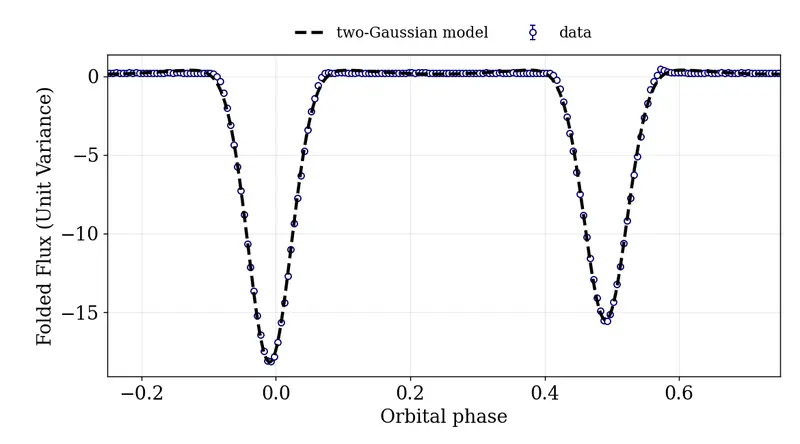 two-Gaussian model data
0
−5
−10
−15
Folded Flux (Unit Variance)
−0.2 0.0 0.2 0.4 0.6
Orbital phase